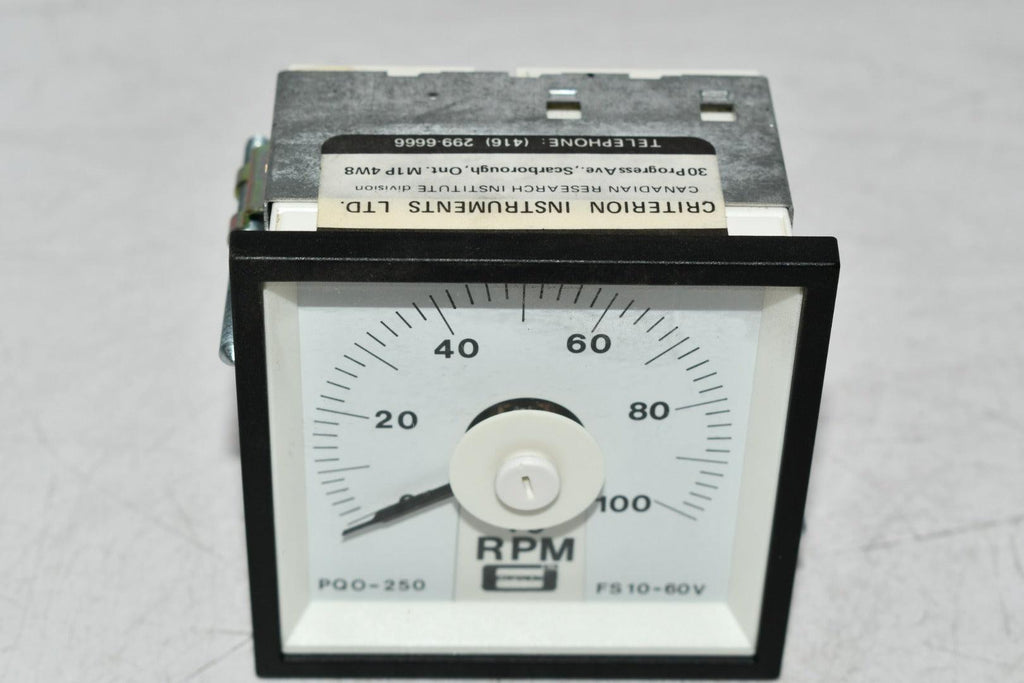 CRITERION INSTRUMENTS LTD.
CANADIAN RESEARCH INSTITUTE division
30 Progress Ave., Scarborough, Ont. M1P 4W8
TELEPHONE: (416) 299-6666
0 20 40 60 80 100
RPM
PQO-250 FS10-60V